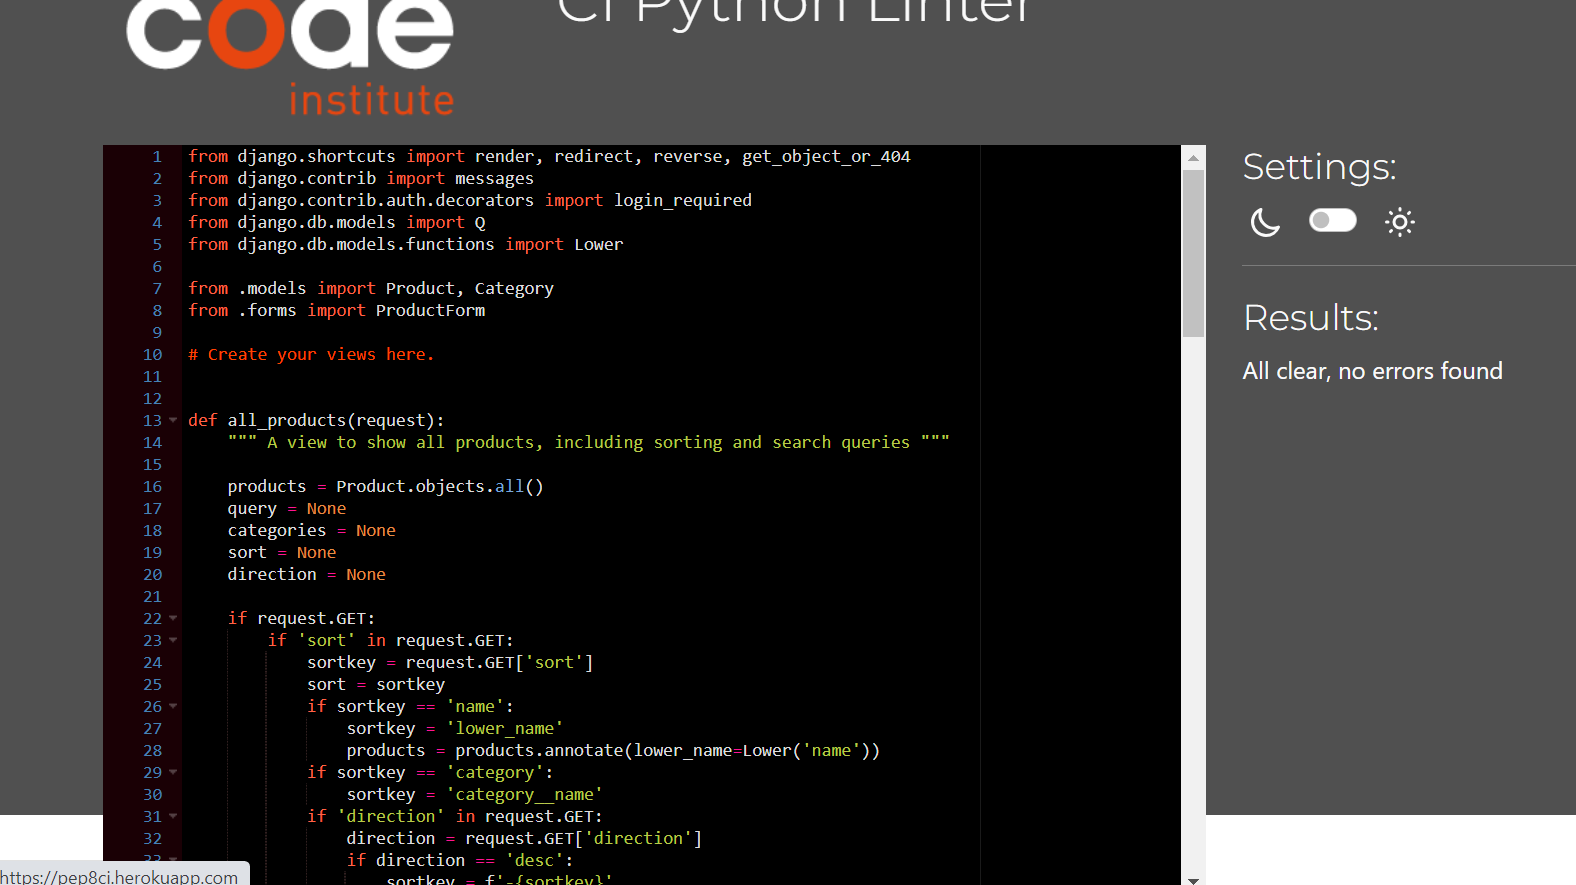 code
institute
CI Python Linter
1 from django.shortcuts import render, redirect, reverse, get_object_or_404
2 from django.contrib import messages
3 from django.contrib.auth.decorators import login_required
4 from django.db.models import Q
5 from django.db.models.functions import Lower
6
7 from .models import Product, Category
8 from .forms import ProductForm
9
10 # Create your views here.
11
12
13 def all_products(request):
14     """ A view to show all products, including sorting and search queries """
15
16     products = Product.objects.all()
17     query = None
18     categories = None
19     sort = None
20     direction = None
21
22     if request.GET:
23         if 'sort' in request.GET:
24             sortkey = request.GET['sort']
25             sort = sortkey
26             if sortkey == 'name':
27                 sortkey = 'lower_name'
28                 products = products.annotate(lower_name=Lower('name'))
29             if sortkey == 'category':
30                 sortkey = 'category__name'
31             if 'direction' in request.GET:
32                 direction = request.GET['direction']
33                 if direction == 'desc':
                    sortkey = f'-{sortkey}'
Settings:
Results:
All clear, no errors found
https://pep8ci.herokuapp.com